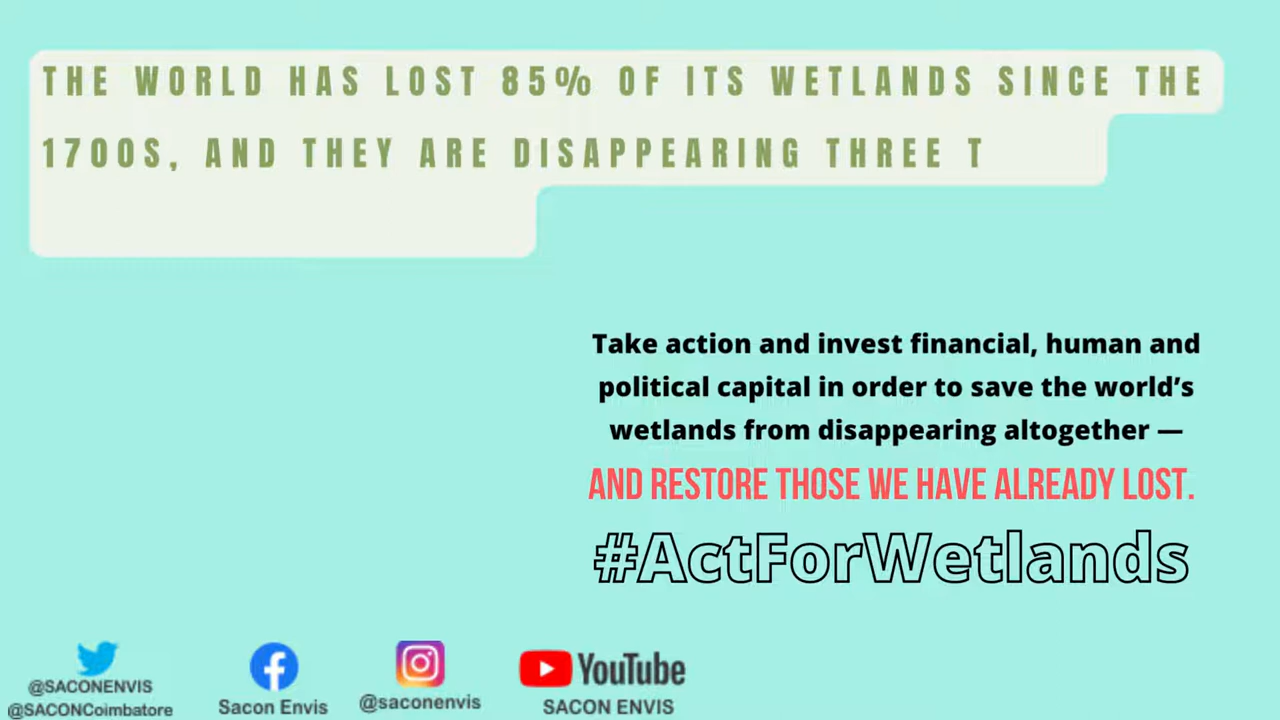 THE WORLD HAS LOST 85% OF ITS WETLANDS SINCE THE
1700S, AND THEY ARE DISAPPEARING THREE T
Take action and invest financial, human and
political capital in order to save the world’s
wetlands from disappearing altogether —
AND RESTORE THOSE WE HAVE ALREADY LOST.
#ActForWetlands
@SACONENVIS
@SACONCoimbatore
Sacon Envis
@saconenvis
YouTube
SACON ENVIS